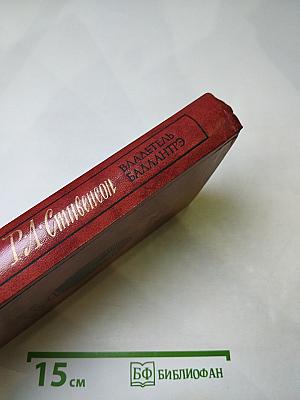 Р.Л. Стивенсон
ВЛАДЕТЕЛЬ
БАЛЛАНТРЭ
15 см
БФ БИБЛИОФАН